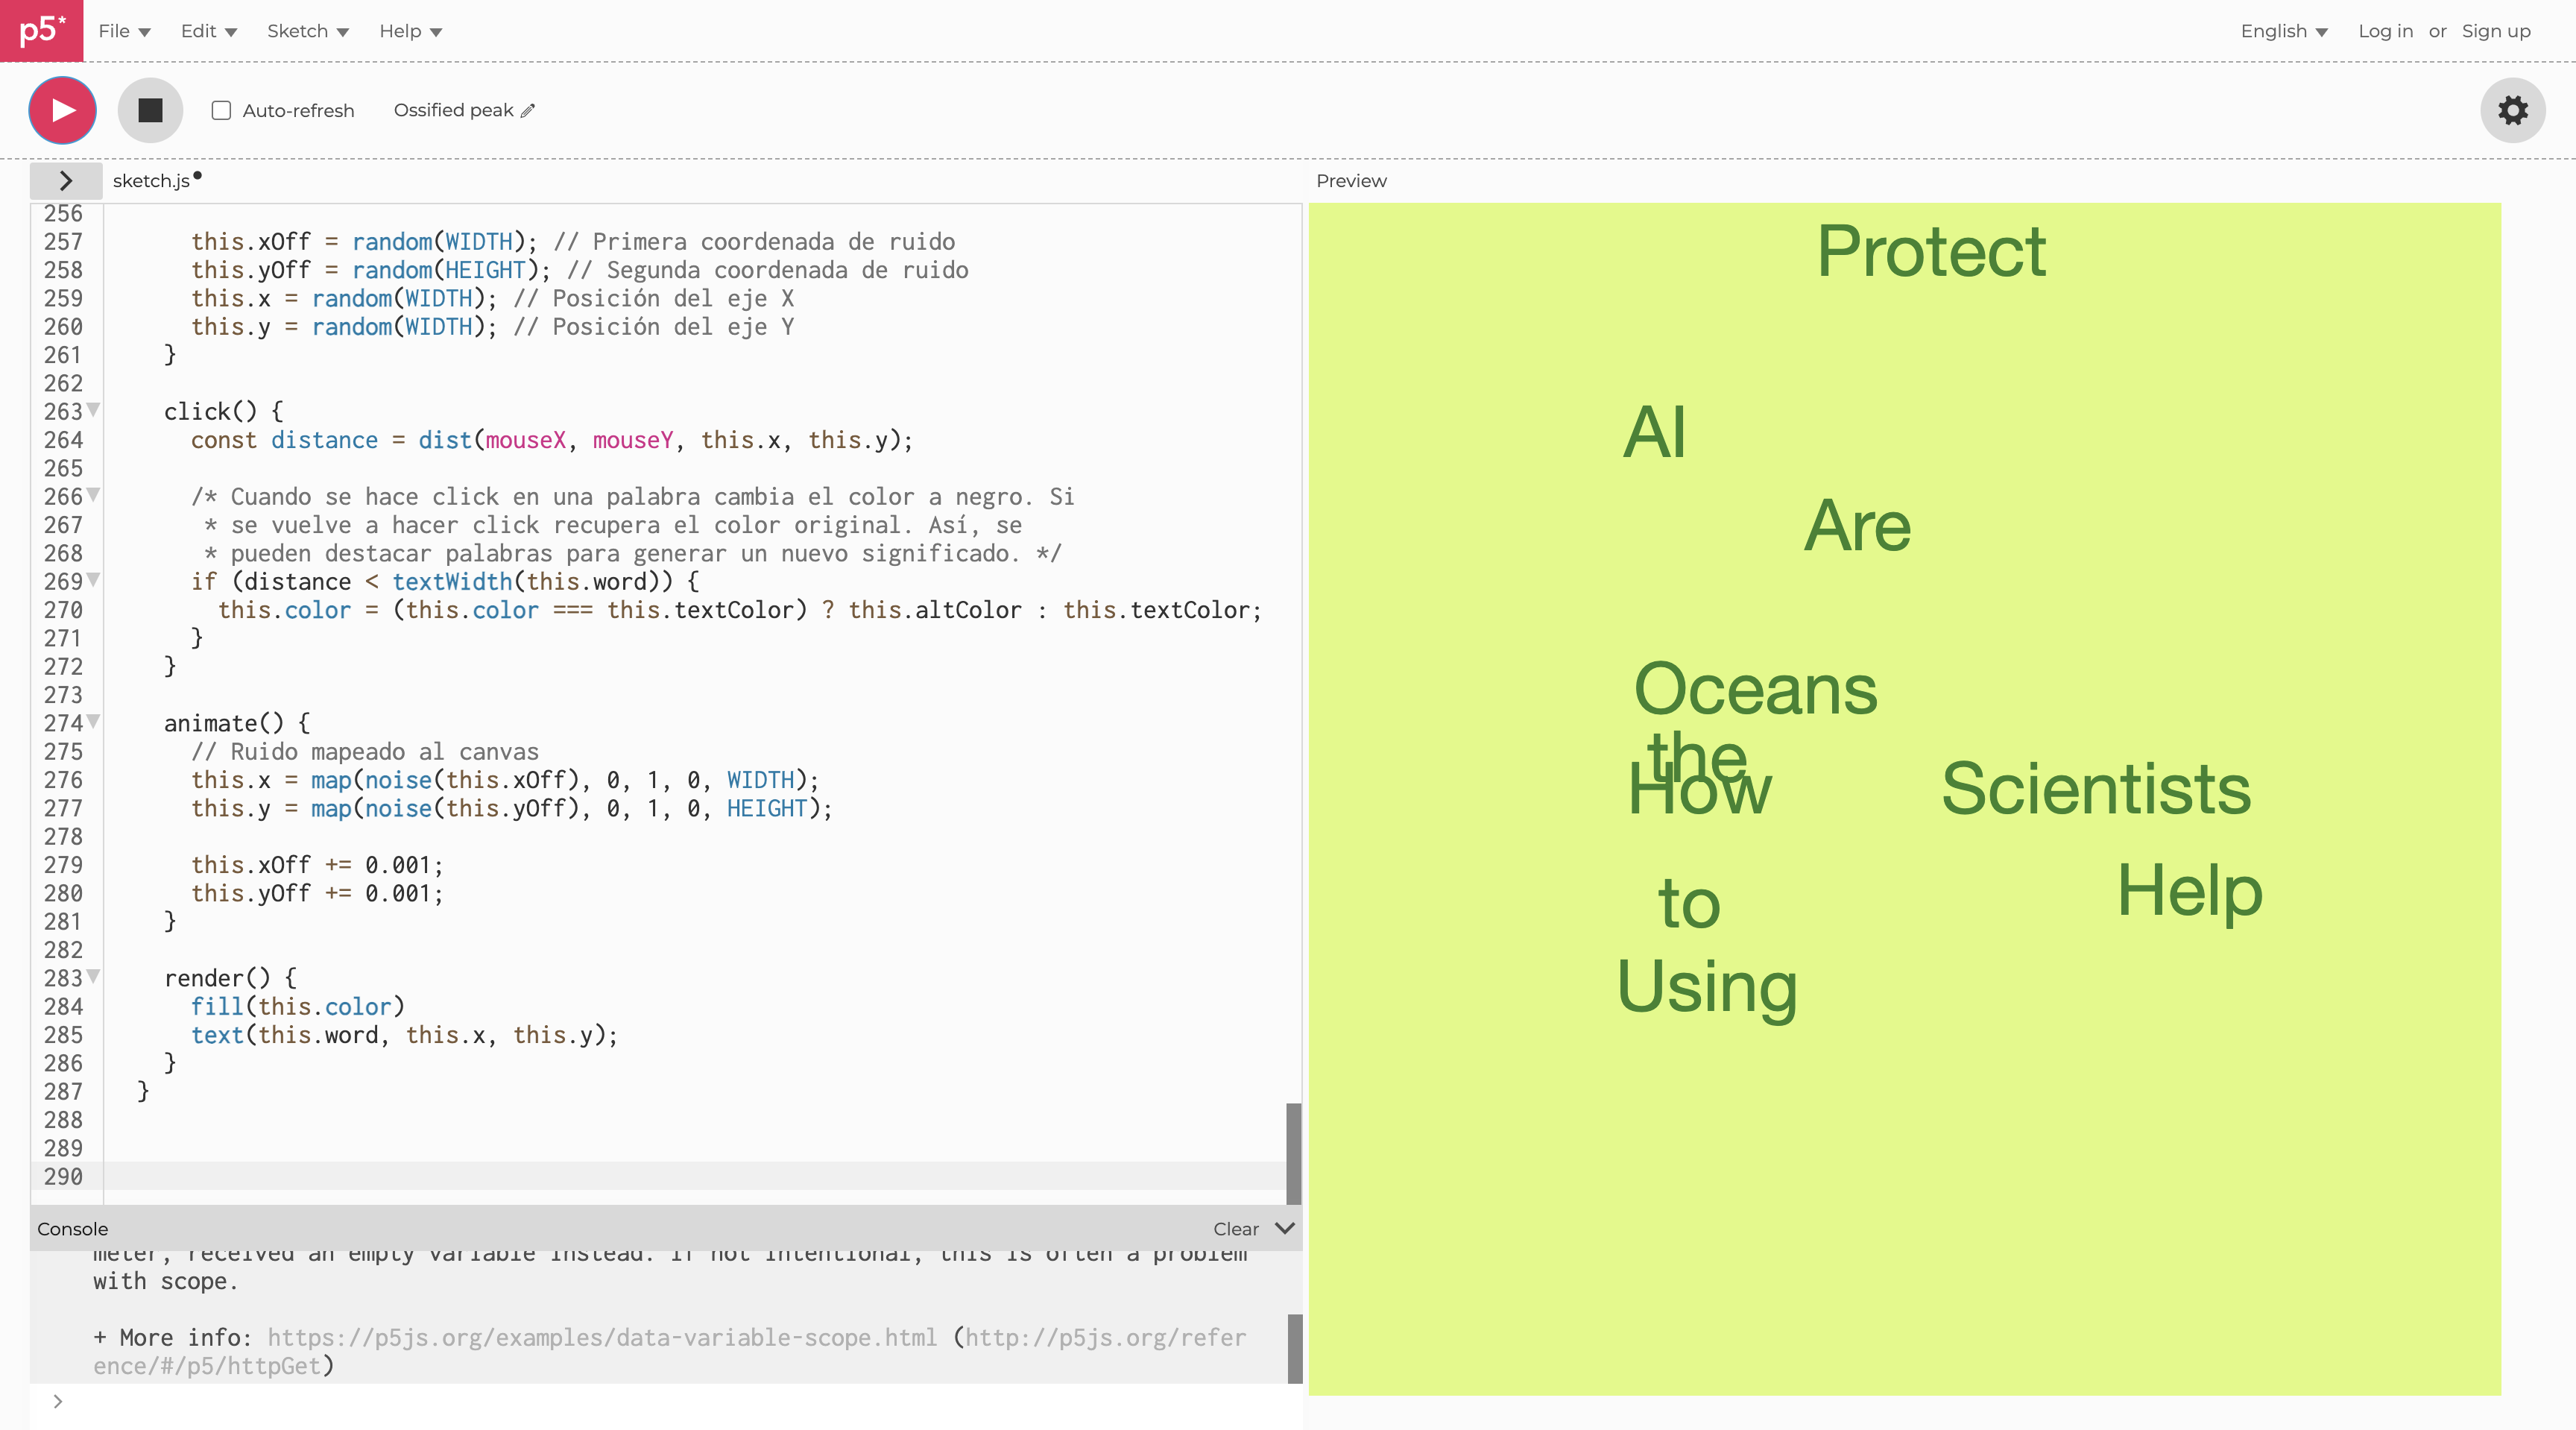 p5*
File Edit Sketch Help English Log in or Sign up
Auto-refresh Ossified peak
sketch.js
256
257 this.xOff = random(WIDTH); // Primera coordenada de ruido
258 this.yOff = random(HEIGHT); // Segunda coordenada de ruido
259 this.x = random(WIDTH); // Posición del eje X
260 this.y = random(WIDTH); // Posición del eje Y
261 }
262
263 click() {
264 const distance = dist(mouseX, mouseY, this.x, this.y);
265
266 /* Cuando se hace click en una palabra cambia el color a negro. Si
267 * se vuelve a hacer click recupera el color original. Así, se
268 * pueden destacar palabras para generar un nuevo significado. */
269 if (distance < textWidth(this.word)) {
270 this.color = (this.color === this.textColor) ? this.altColor : this.textColor;
271 }
272 }
273
274 animate() {
275 // Ruido mapeado al canvas
276 this.x = map(noise(this.xOff), 0, 1, 0, WIDTH);
277 this.y = map(noise(this.yOff), 0, 1, 0, HEIGHT);
278
279 this.xOff += 0.001;
280 this.yOff += 0.001;
281 }
282
283 render() {
284 fill(this.color)
285 text(this.word, this.x, this.y);
286 }
287 }
288
289
290
Console Clear
meter, received an empty variable instead. If not intentional, this is often a problem
with scope.
+ More info: https://p5js.org/examples/data-variable-scope.html (http://p5js.org/refer
ence/#/p5/httpGet)
>
Preview
Protect
AI
Are
Oceans
the
How
Scientists
Help
to
Using